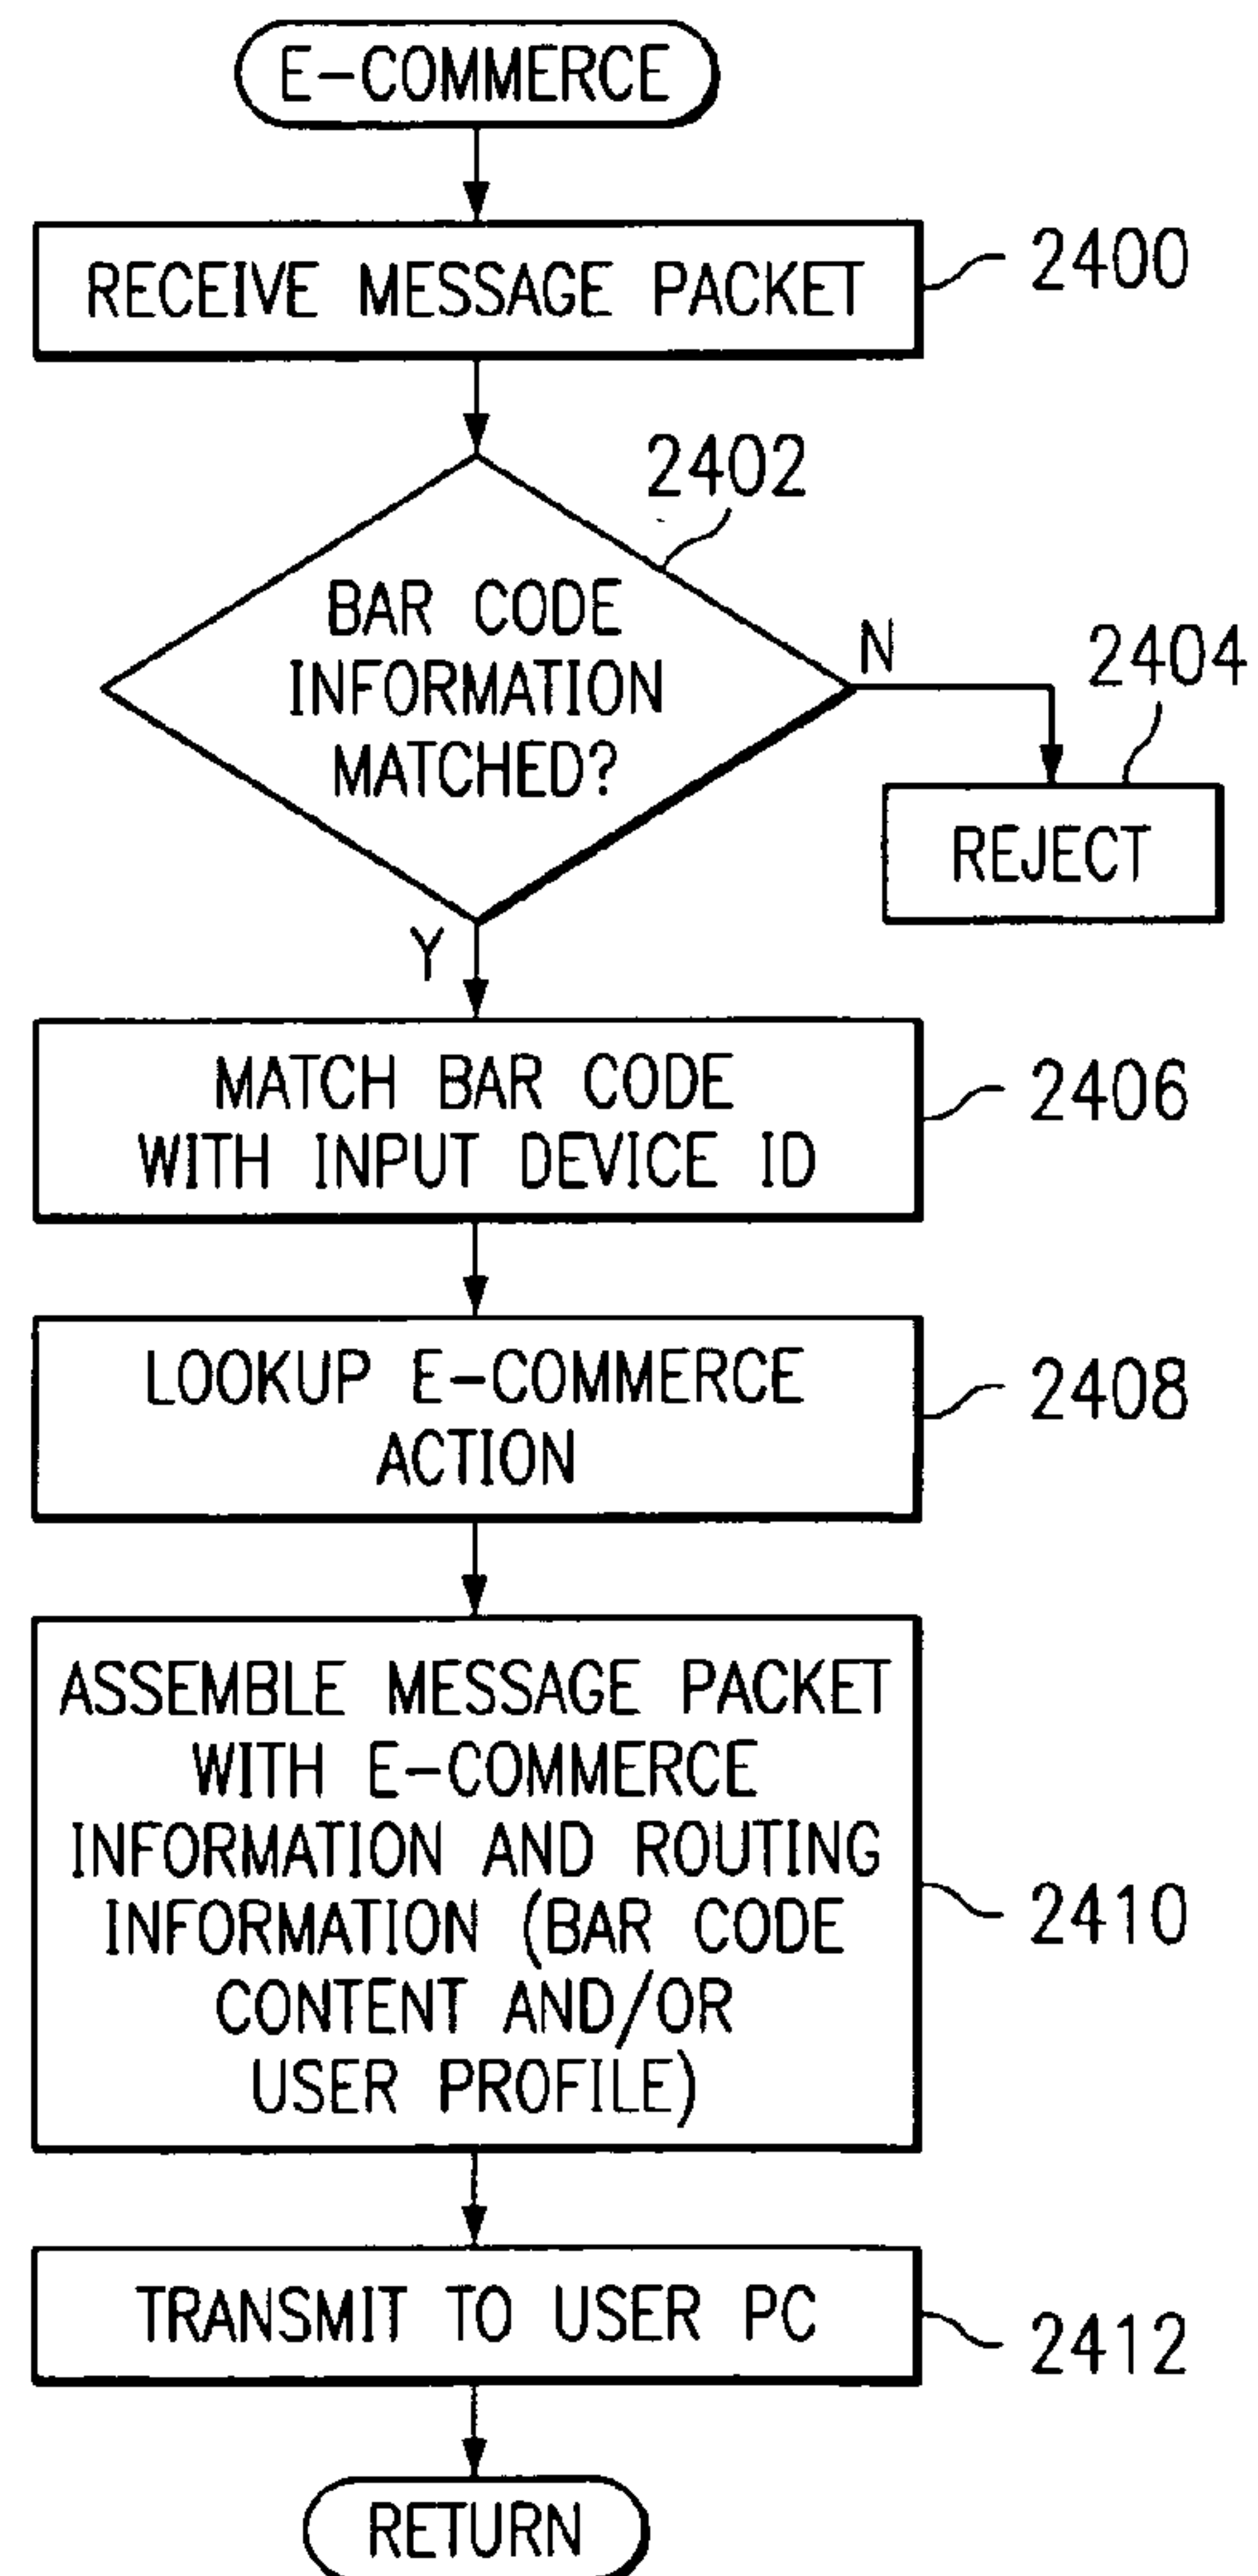 E-COMMERCE
RECEIVE MESSAGE PACKET
2400
2402
BAR CODE
INFORMATION
MATCHED?
N
2404
REJECT
Y
MATCH BAR CODE
WITH INPUT DEVICE ID
2406
LOOKUP E-COMMERCE
ACTION
2408
ASSEMBLE MESSAGE PACKET
WITH E-COMMERCE
INFORMATION AND ROUTING
INFORMATION (BAR CODE
CONTENT AND/OR
USER PROFILE)
2410
TRANSMIT TO USER PC
2412
RETURN